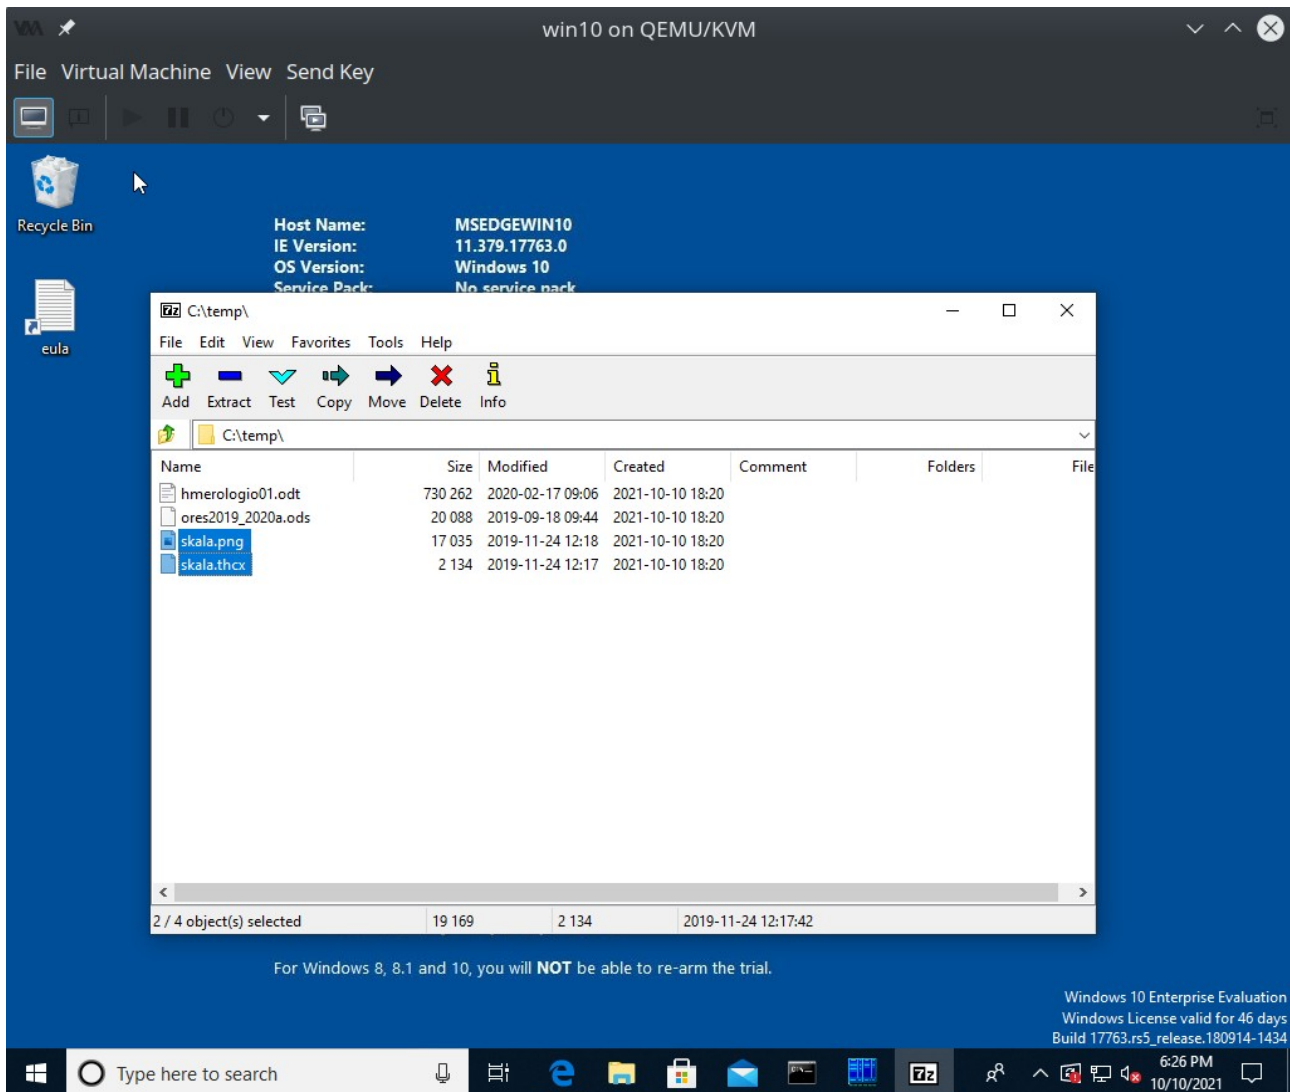 win10 on QEMU/KVM
File Virtual Machine View Send Key
Recycle Bin
eula
Host Name: MSEDGEWIN10
IE Version: 11.379.17763.0
OS Version: Windows 10
Service Pack: No service pack
7z C:\temp\
File Edit View Favorites Tools Help
Add Extract Test Copy Move Delete Info
C:\temp\
Name Size Modified Created Comment Folders File
hmerologio01.odt 730 262 2020-02-17 09:06 2021-10-10 18:20
ores2019_2020a.ods 20 088 2019-09-18 09:44 2021-10-10 18:20
skala.png 17 035 2019-11-24 12:18 2021-10-10 18:20
skala.thcx 2 134 2019-11-24 12:17 2021-10-10 18:20
2 / 4 object(s) selected 19 169 2 134 2019-11-24 12:17:42
For Windows 8, 8.1 and 10, you will NOT be able to re-arm the trial.
Windows 10 Enterprise Evaluation
Windows License valid for 46 days
Build 17763.rs5_release.180914-1434
Type here to search 7z 6:26 PM
10/10/2021